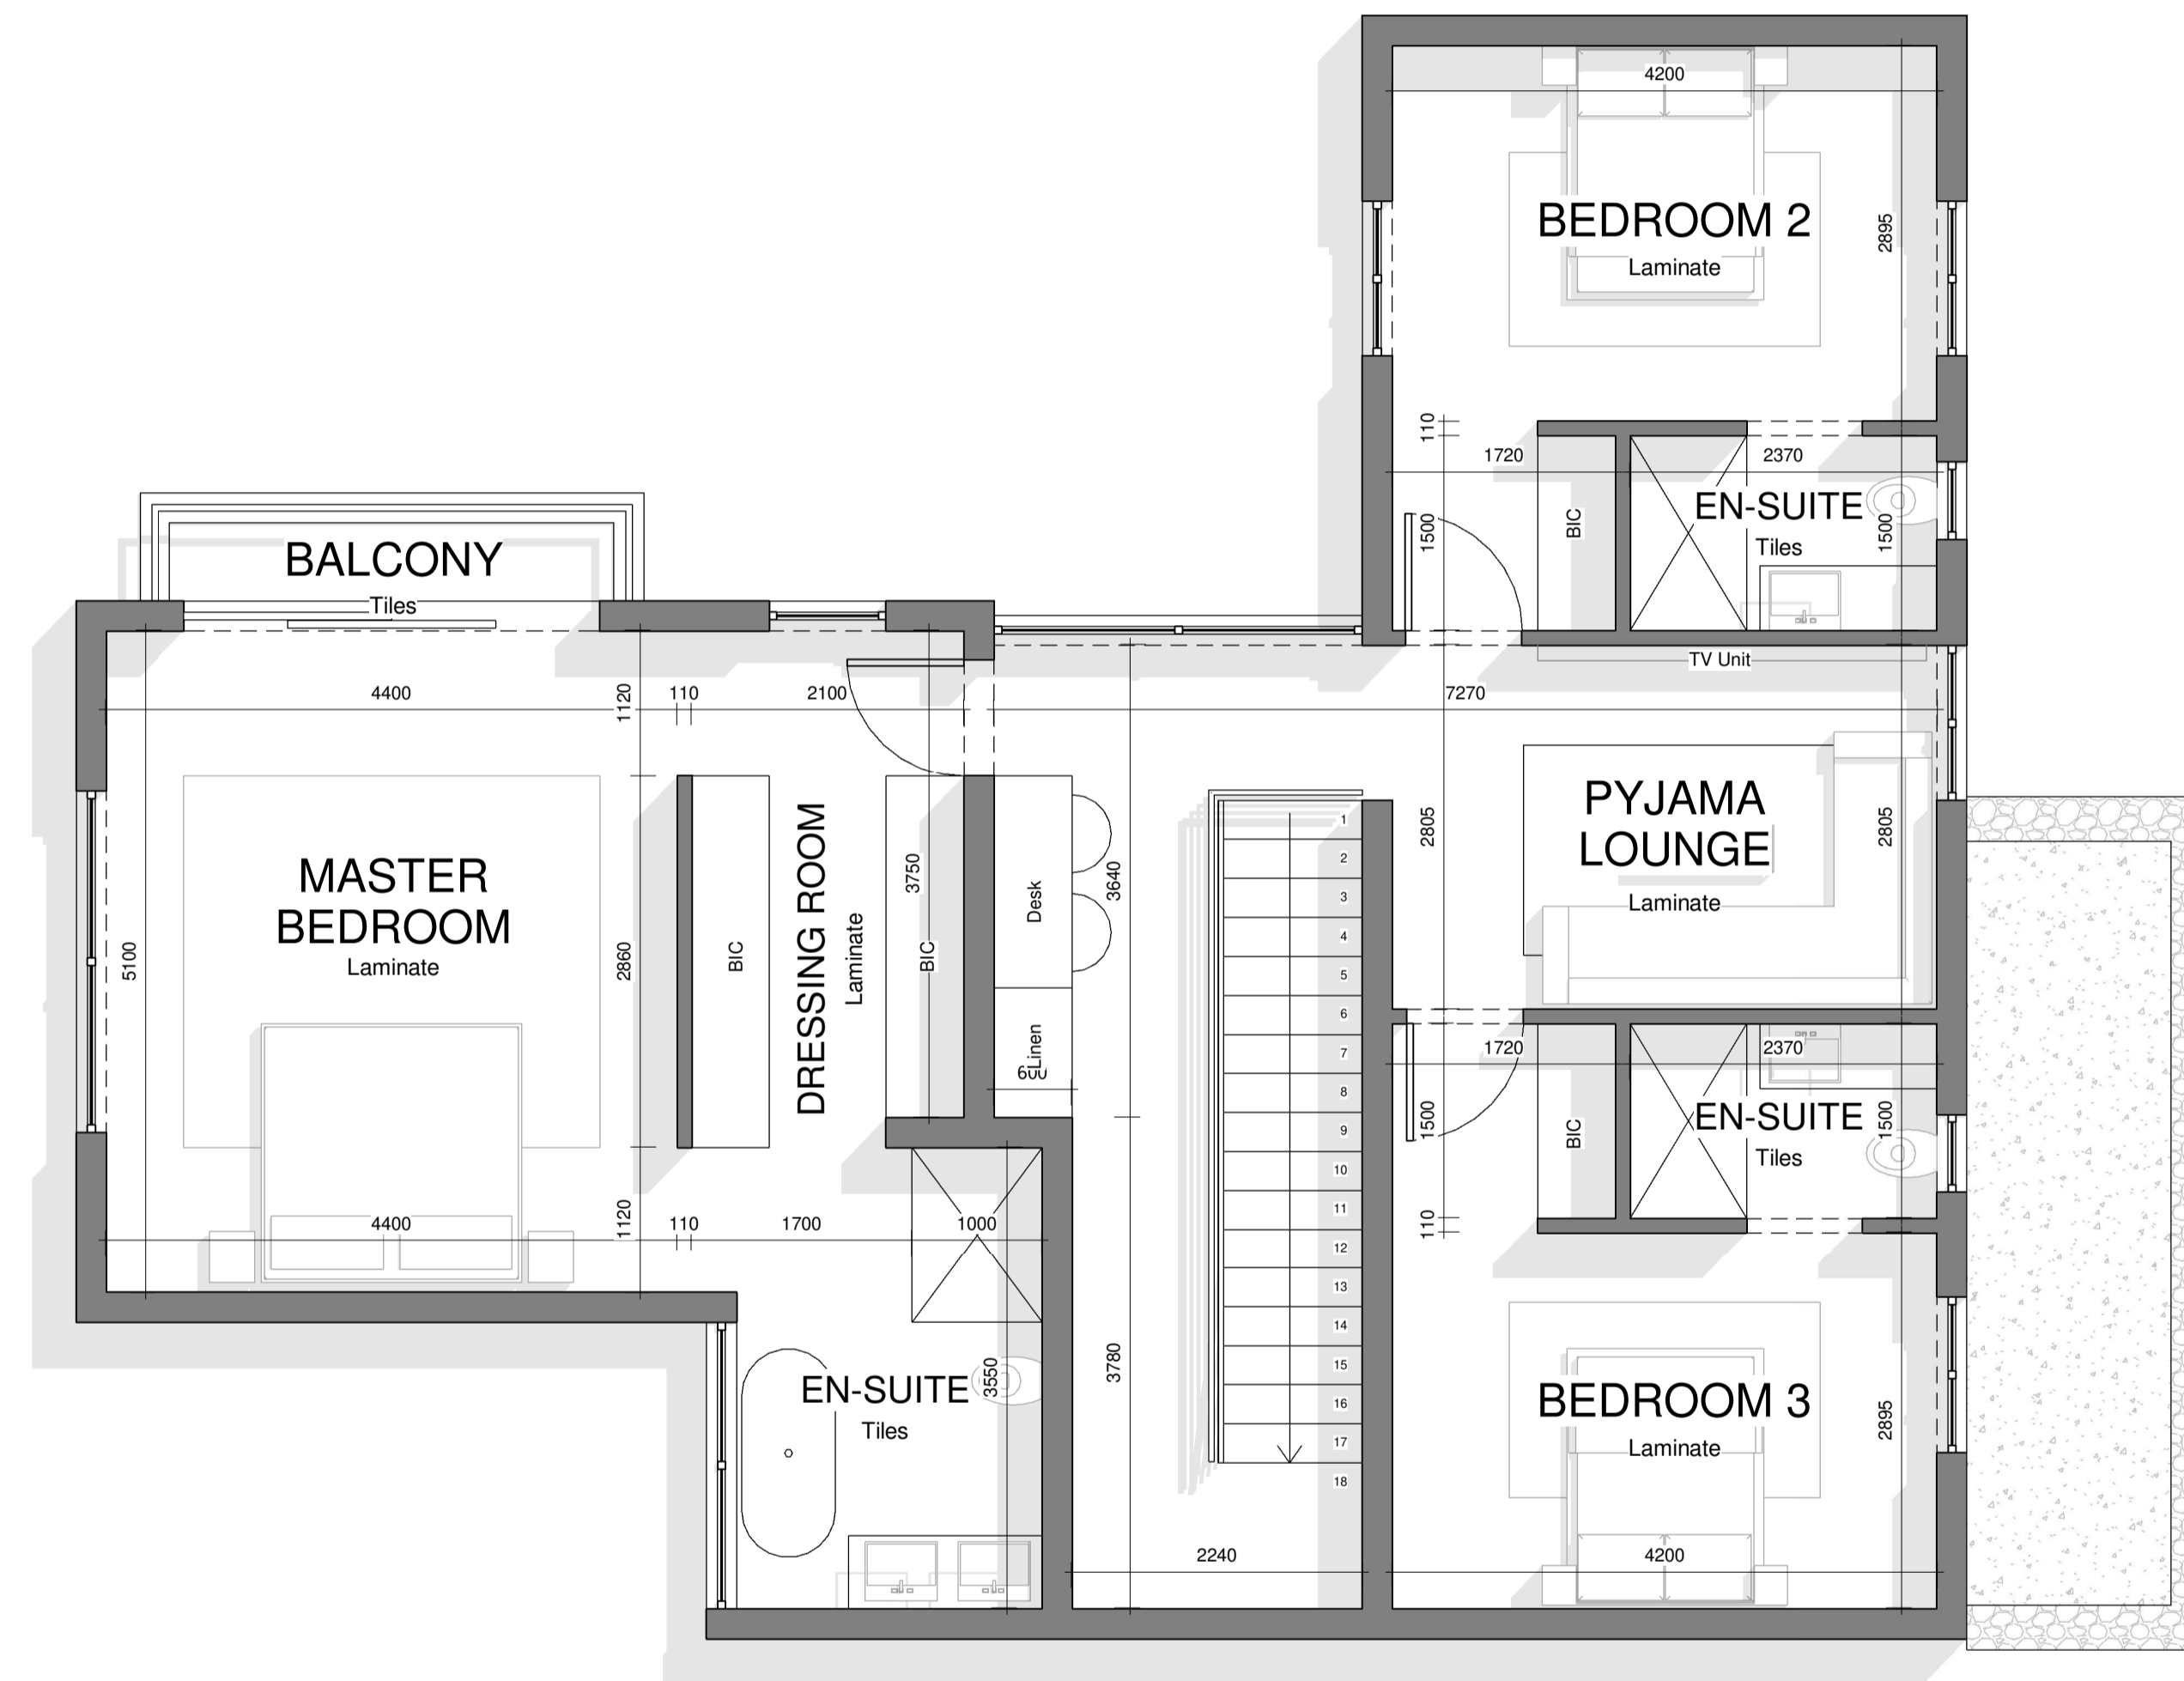 4200
BEDROOM 2
Laminate
2895
110
1720
2370
1500
BIC
EN-SUITE
Tiles
1500
BALCONY
Tiles
TV Unit
4400
1120
110
2100
7270
PYJAMA
LOUNGE
Laminate
2805
2805
MASTER
BEDROOM
Laminate
5100
2860
BIC
DRESSING ROOM
Laminate
3750
BIC
Desk
3640
Linen
1
2
3
4
5
6
7
8
9
10
11
12
13
14
15
16
17
18
1720
2370
1500
BIC
EN-SUITE
Tiles
1500
110
4400
1120
110
1700
1000
EN-SUITE
Tiles
3550
3780
BEDROOM 3
Laminate
2895
2240
4200